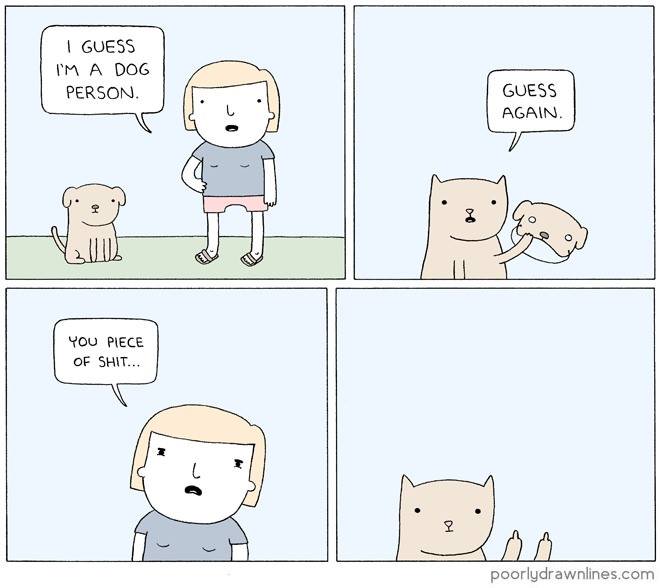 I GUESS
I'M A DOG
PERSON.
GUESS
AGAIN.
YOU PIECE
OF SHIT...
poorlydrawnlines.com